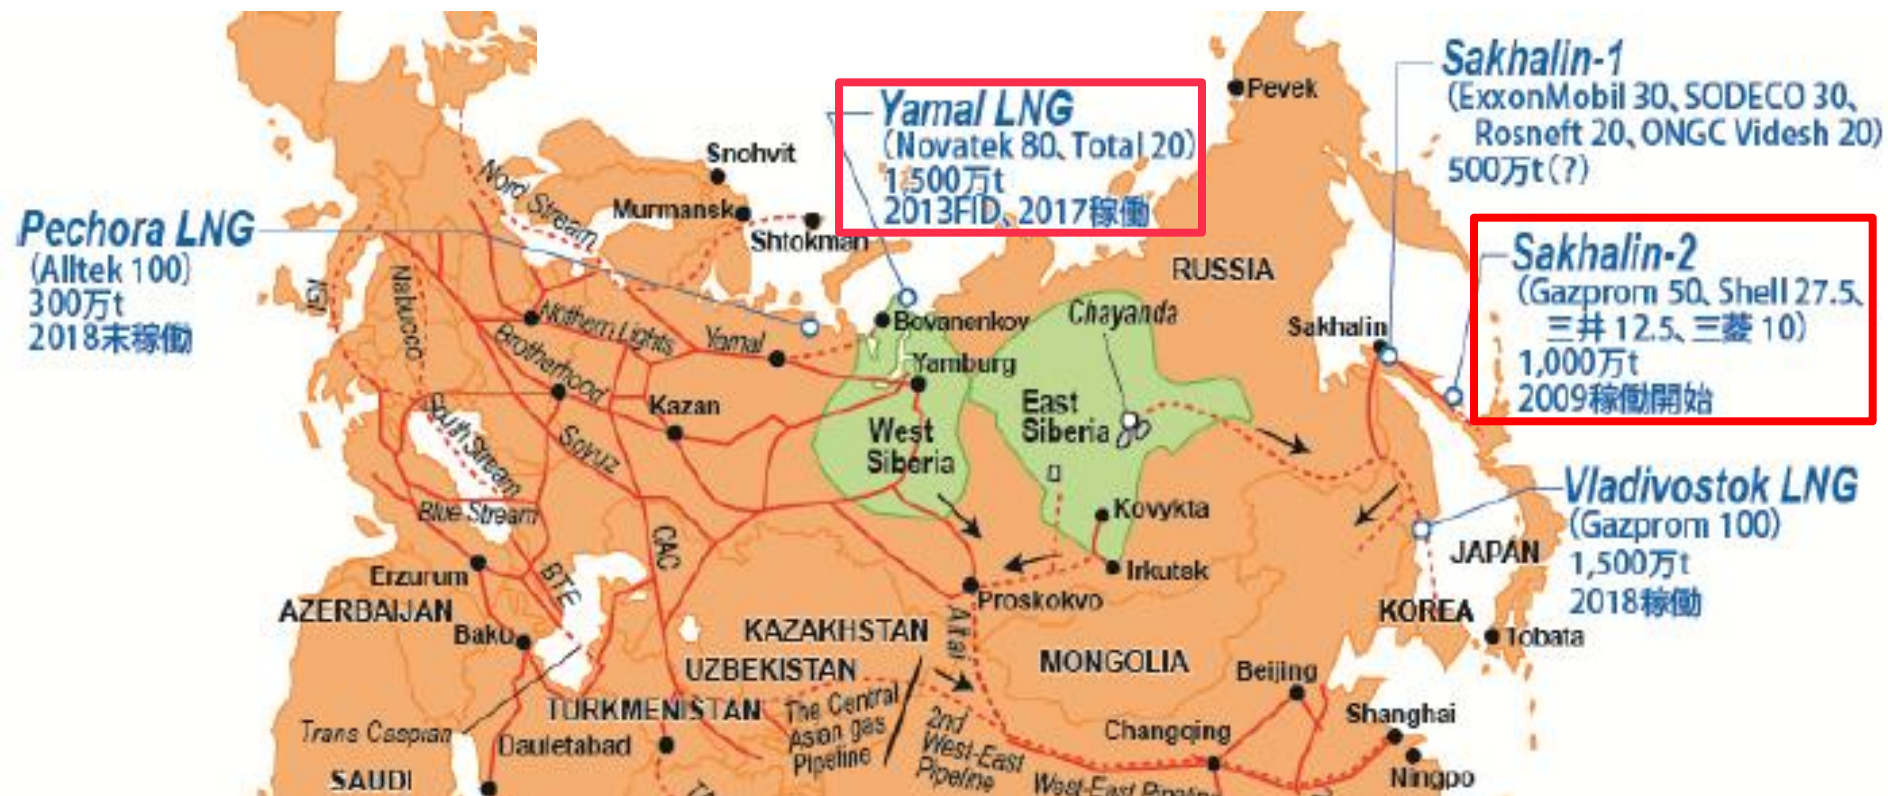 Yamal LNG
(Novatek 80、Total 20)
1,500万t
2013FID、2017稼働
Sakhalin-1
(ExxonMobil 30、SODECO 30、
Rosneft 20、ONGC Videsh 20)
500万t(?)
Pechora LNG
(Alltek 100)
300万t
2018末稼働
Sakhalin-2
(Gazprom 50、Shell 27.5、
三井 12.5、三菱 10)
1,000万t
2009稼働開始
Vladivostok LNG
(Gazprom 100)
1,500万t
2018稼働
Pevek
Snohvit
Murmansk
Shtokman
Nord Stream
RUSSIA
IGI
Nabucco
Nothern Lights
Brotherhood
Yamal
Bovanenkov
Chayanda
Sakhalin
Yamburg
Kazan
South Stream
Soyuz
West
Siberia
East
Siberia
Blue Stream
CAC
Kovykta
Irkutsk
JAPAN
Erzurum
BTE
Proskokvo
AZERBAIJAN
Baku
KAZAKHSTAN
Altai
KOREA
Tobata
UZBEKISTAN
MONGOLIA
Beijing
TURKMENISTAN
The Central
Asian gas
Pipeline
2nd
West-East
Pipeline
Changqing
Shanghai
Trans Caspian
Dauletabad
SAUDI
West-East Pipeline
Ningpo